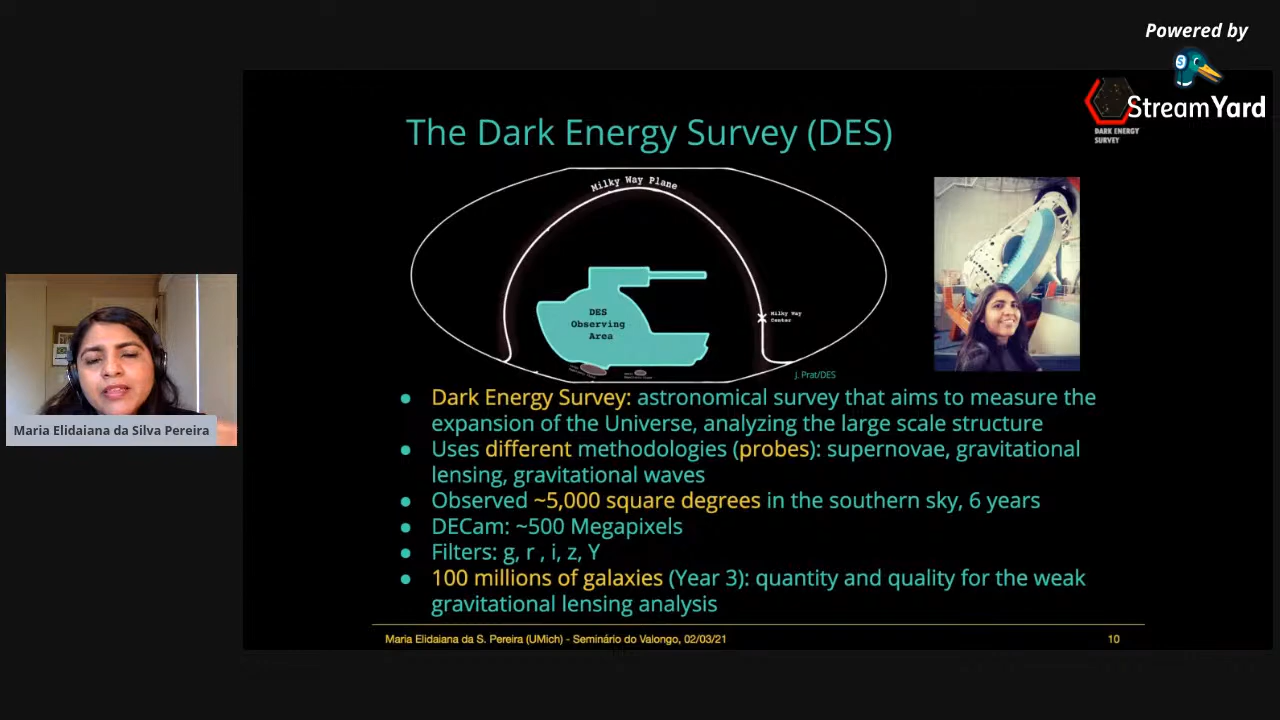 Powered by
StreamYard
DARK ENERGY
SURVEY
The Dark Energy Survey (DES)
Milky Way Plane
DES
Observing
Area
Milky Way
Center
J. Prat/DES
● Dark Energy Survey: astronomical survey that aims to measure the
expansion of the Universe, analyzing the large scale structure
● Uses different methodologies (probes): supernovae, gravitational
lensing, gravitational waves
● Observed ~5,000 square degrees in the southern sky, 6 years
● DECam: ~500 Megapixels
● Filters: g, r , i, z, Y
● 100 millions of galaxies (Year 3): quantity and quality for the weak
gravitational lensing analysis
Maria Elidaiana da S. Pereira (UMich) - Seminário do Valongo, 02/03/21
10
Maria Elidaiana da Silva Pereira